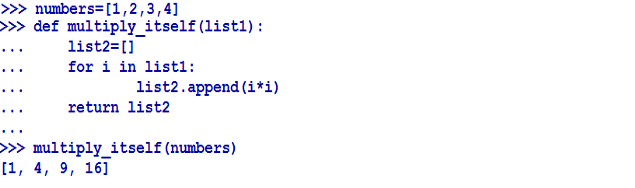 >>> numbers=[1,2,3,4]
>>> def multiply_itself(list1):
...     list2=[]
...     for i in list1:
...             list2.append(i*i)
...     return list2
...
>>> multiply_itself(numbers)
[1, 4, 9, 16]